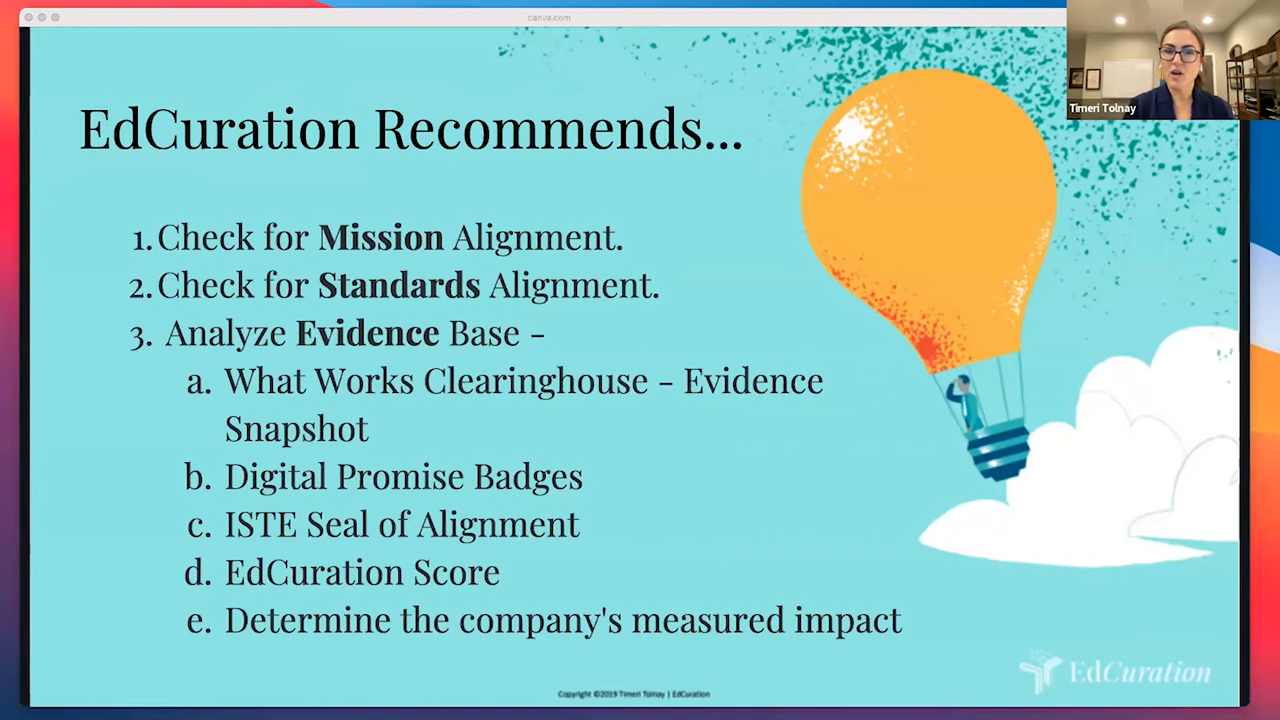 canva.com
Timeri Tolnay
EdCuration Recommends...
1. Check for Mission Alignment.
2. Check for Standards Alignment.
3. Analyze Evidence Base -
a. What Works Clearinghouse - Evidence
Snapshot
b. Digital Promise Badges
c. ISTE Seal of Alignment
d. EdCuration Score
e. Determine the company's measured impact
EdCuration
Copyright ©2019 Timeri Tolnay | EdCuration